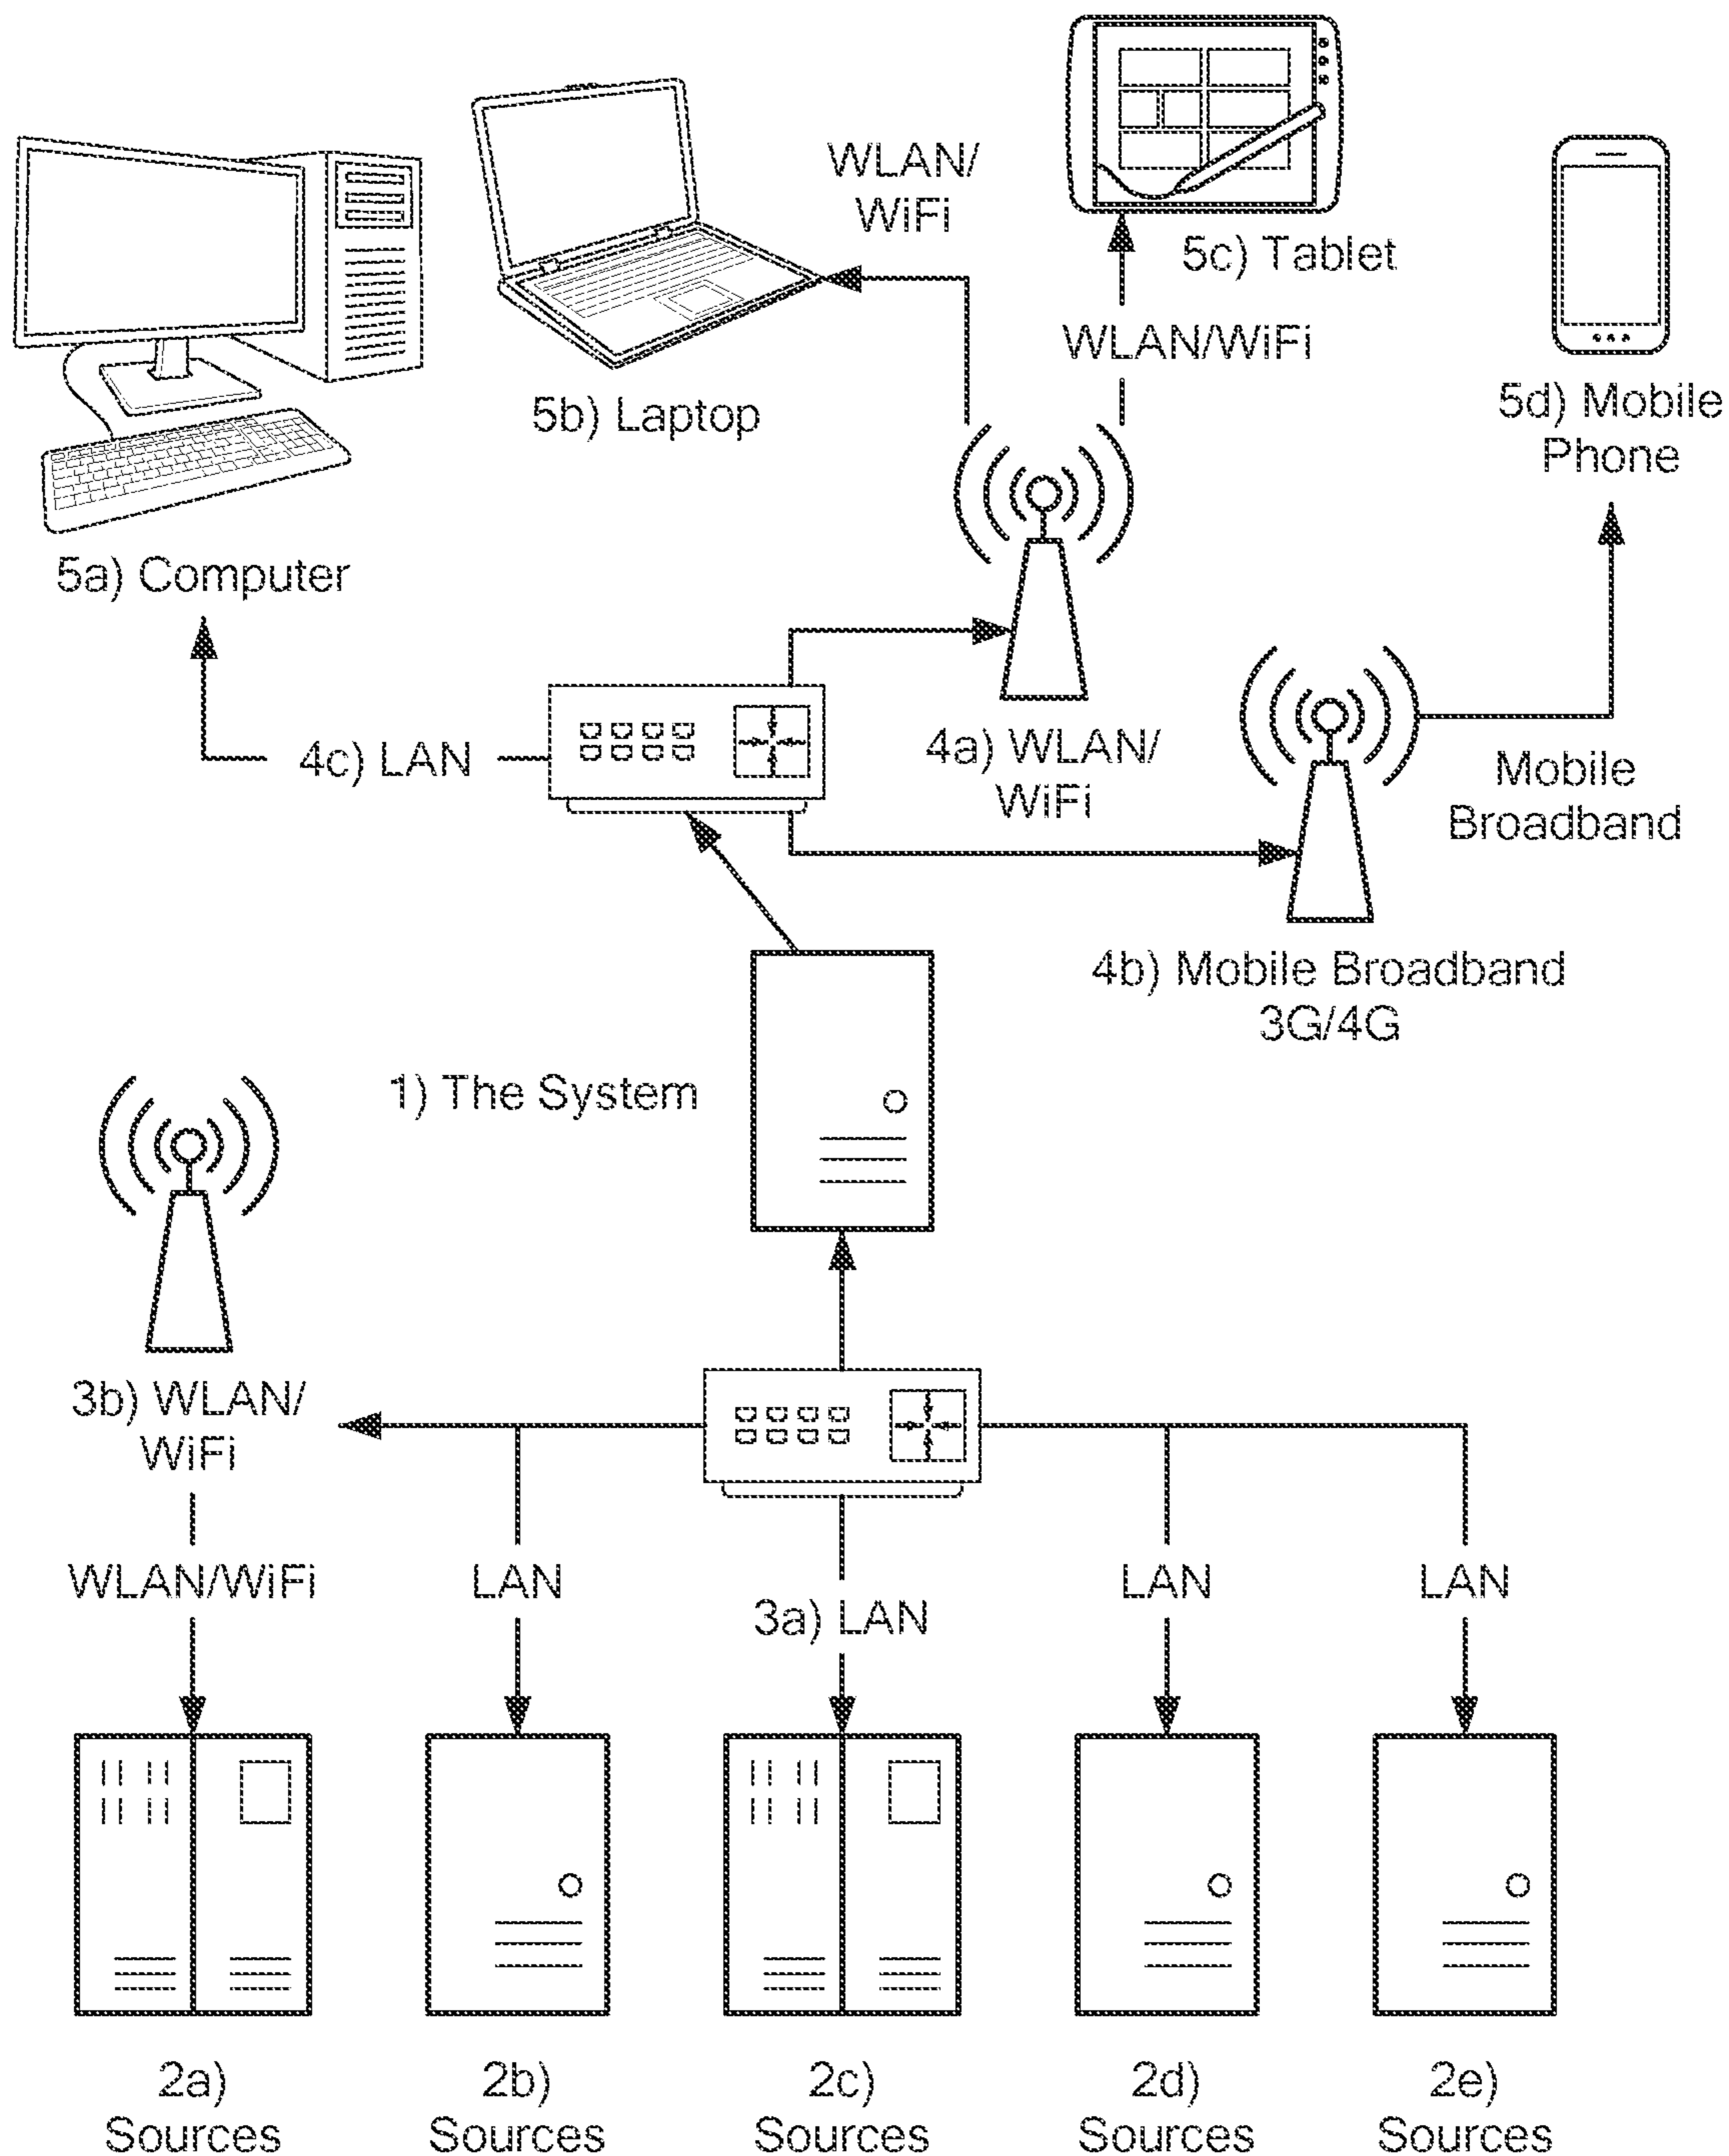 WLAN/
WiFi
5c) Tablet
WLAN/WiFi
5b) Laptop
5d) Mobile
Phone
5a) Computer
4c) LAN
4a) WLAN/
WiFi
Mobile
Broadband
4b) Mobile Broadband
3G/4G
1) The System
3b) WLAN/
WiFi
WLAN/WiFi
LAN
3a) LAN
LAN
LAN
2a)
Sources
2b)
Sources
2c)
Sources
2d)
Sources
2e)
Sources